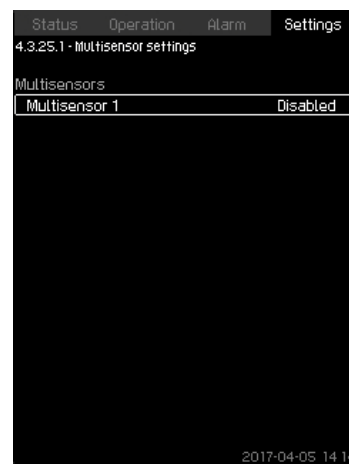 Status Operation Alarm Settings
4.3.25.1 - Multisensor settings
Multisensors
Multisensor 1 Disabled
2017-04-05 14 1